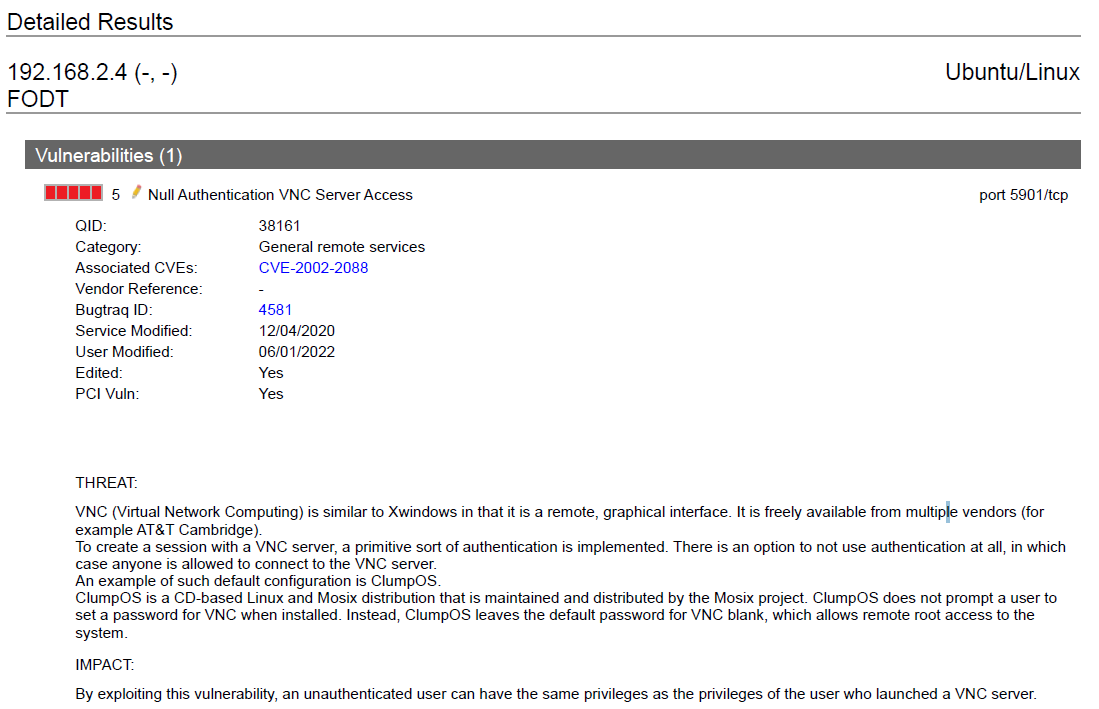 Detailed Results
192.168.2.4 (-, -)
Ubuntu/Linux
FODT
Vulnerabilities (1)
5 Null Authentication VNC Server Access
port 5901/tcp
QID: 38161
Category: General remote services
Associated CVEs: CVE-2002-2088
Vendor Reference: -
Bugtraq ID: 4581
Service Modified: 12/04/2020
User Modified: 06/01/2022
Edited: Yes
PCI Vuln: Yes
THREAT:
VNC (Virtual Network Computing) is similar to Xwindows in that it is a remote, graphical interface. It is freely available from multiple vendors (for
example AT&T Cambridge).
To create a session with a VNC server, a primitive sort of authentication is implemented. There is an option to not use authentication at all, in which
case anyone is allowed to connect to the VNC server.
An example of such default configuration is ClumpOS.
ClumpOS is a CD-based Linux and Mosix distribution that is maintained and distributed by the Mosix project. ClumpOS does not prompt a user to
set a password for VNC when installed. Instead, ClumpOS leaves the default password for VNC blank, which allows remote root access to the
system.
IMPACT:
By exploiting this vulnerability, an unauthenticated user can have the same privileges as the privileges of the user who launched a VNC server.